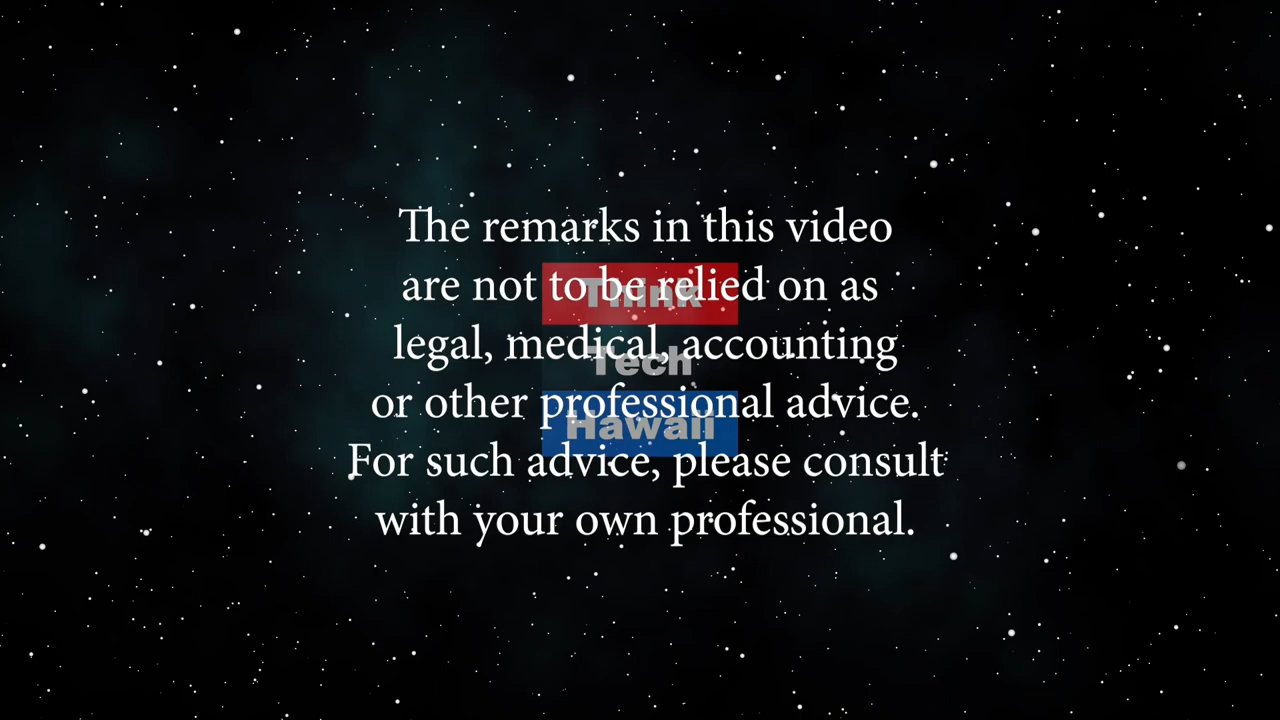 The remarks in this video
are not to be relied on as
legal, medical, accounting
or other professional advice.
For such advice, please consult
with your own professional.
Think
Tech
Hawaii